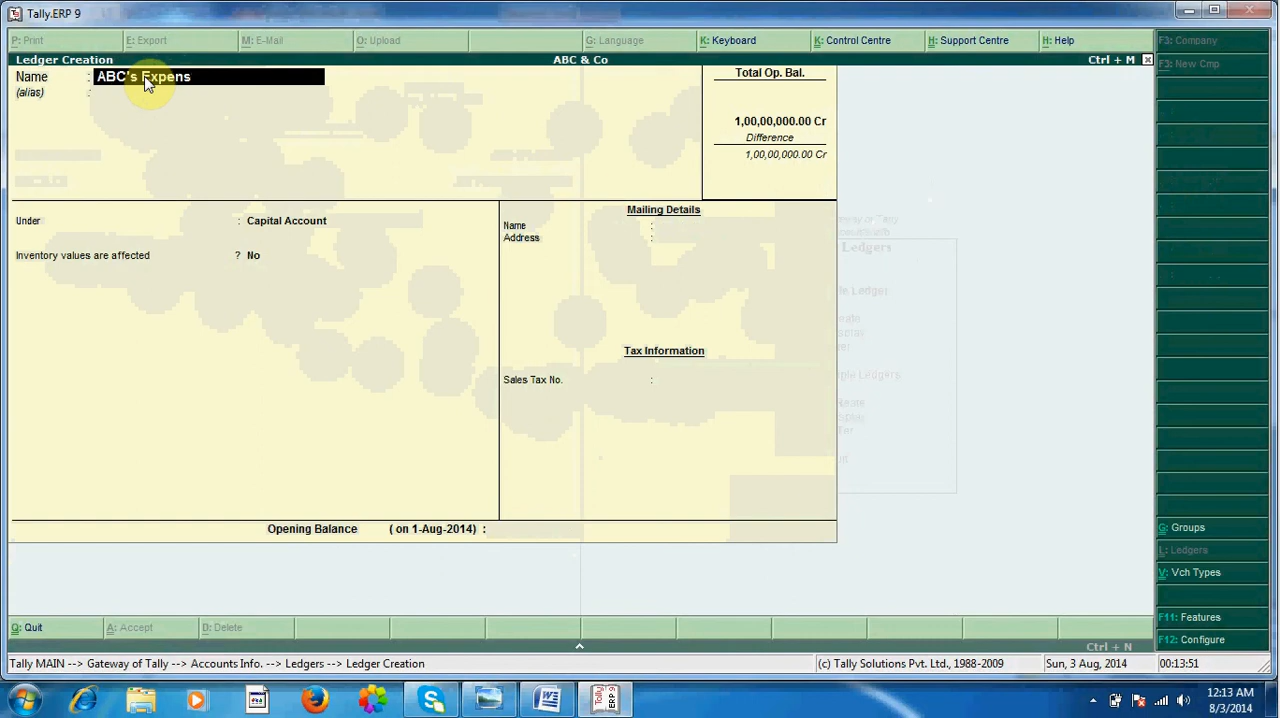 Tally.ERP 9
P: Print
E: Export
M: E-Mail
O: Upload
G: Language
K: Keyboard
K: Control Centre
H: Support Centre
H: Help
F3: Company
Ledger Creation
ABC & Co
Ctrl + M
F3: New Cmp
Name : ABC's Expens
(alias) :
Total Op. Bal.
1,00,00,000.00 Cr
Difference
1,00,00,000.00 Cr
Under : Capital Account
Inventory values are affected ? No
Mailing Details
Name :
Address :
Tax Information
Sales Tax No. :
Ledgers
Opening Balance ( on 1-Aug-2014) :
G: Groups
L: Ledgers
V: Vch Types
F11: Features
F12: Configure
Q: Quit
A: Accept
D: Delete
Ctrl + N
Tally MAIN --> Gateway of Tally --> Accounts Info. --> Ledgers --> Ledger Creation
(c) Tally Solutions Pvt. Ltd., 1988-2009
Sun, 3 Aug, 2014
00:13:51
12:13 AM
8/3/2014